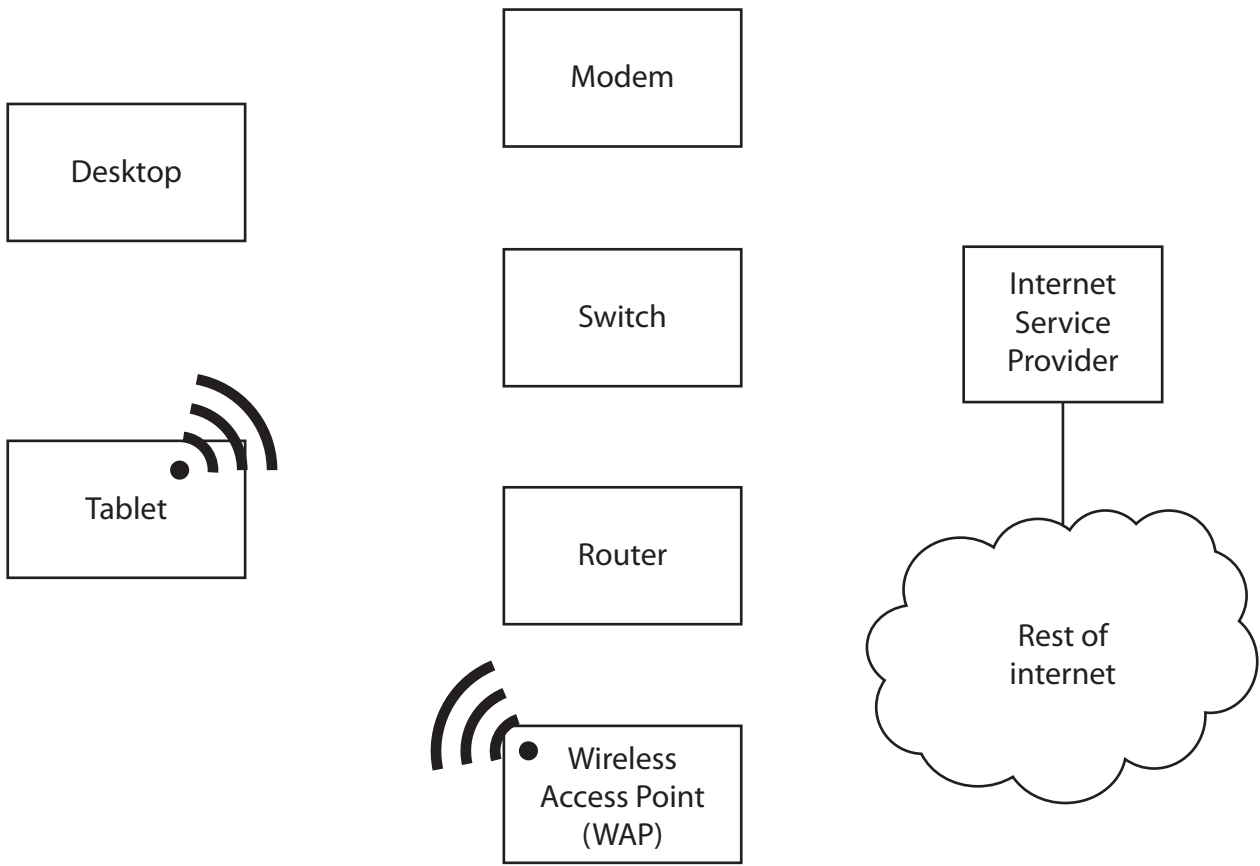 Modem
Desktop
Switch
Internet
Service
Provider
Tablet
Router
Rest of
internet
Wireless
Access Point
(WAP)